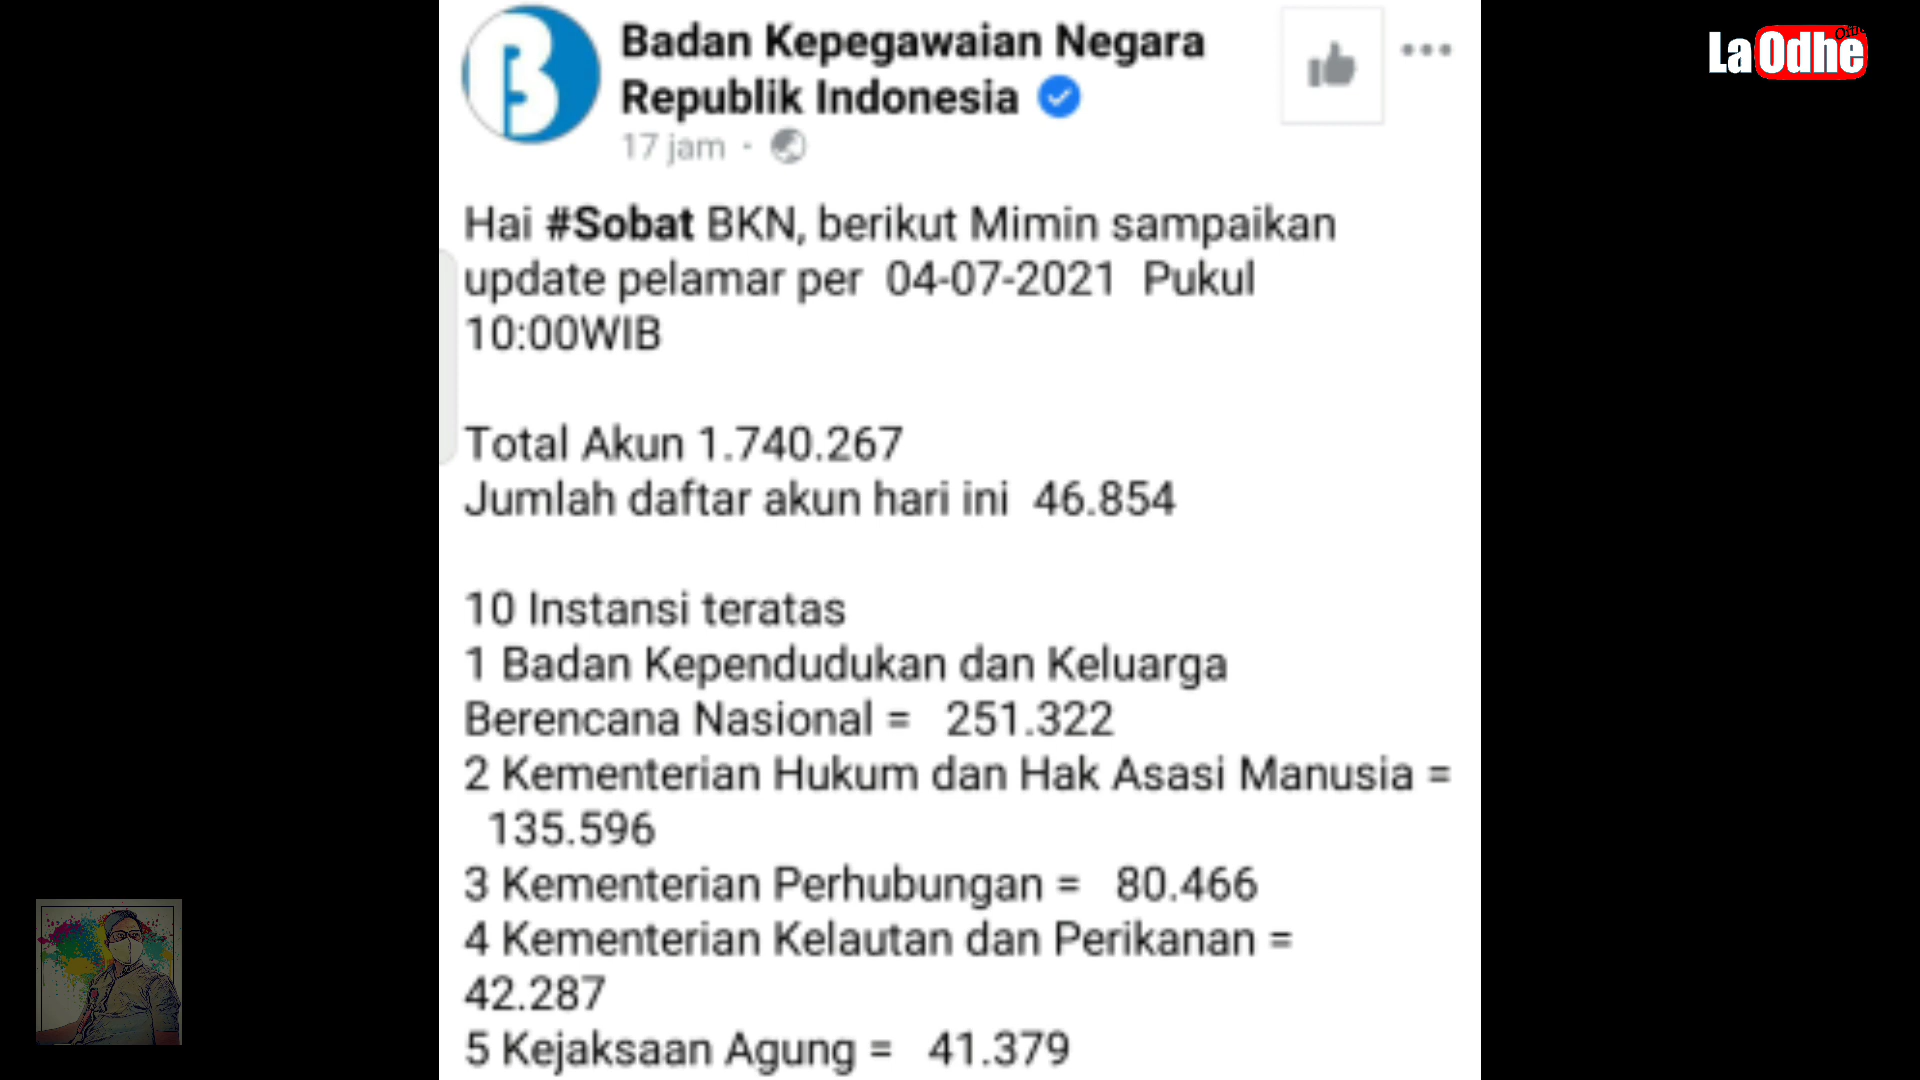 Badan Kepegawaian Negara
Republik Indonesia
17 jam ·
LaOdhe
Hai #Sobat BKN, berikut Mimin sampaikan
update pelamar per 04-07-2021 Pukul
10:00WIB
Total Akun 1.740.267
Jumlah daftar akun hari ini 46.854
10 Instansi teratas
1 Badan Kependudukan dan Keluarga
Berencana Nasional = 251.322
2 Kementerian Hukum dan Hak Asasi Manusia =
135.596
3 Kementerian Perhubungan = 80.466
4 Kementerian Kelautan dan Perikanan =
42.287
5 Kejaksaan Agung = 41.379